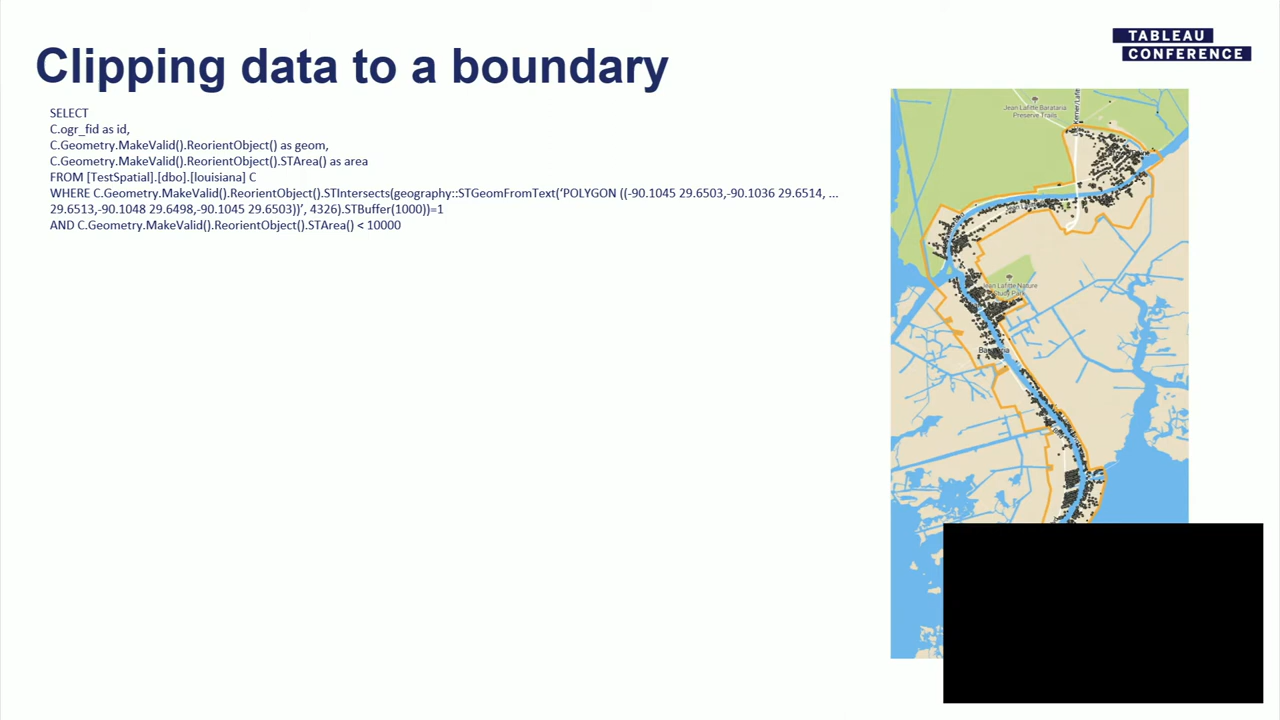 Clipping data to a boundary
TABLEAU
CONFERENCE
SELECT
C.ogr_fid as id,
C.Geometry.MakeValid().ReorientObject() as geom,
C.Geometry.MakeValid().ReorientObject().STArea() as area
FROM [TestSpatial].[dbo].[louisiana] C
WHERE C.Geometry.MakeValid().ReorientObject().STIntersects(geography::STGeomFromText(‘POLYGON ((-90.1045 29.6503,-90.1036 29.6514, ...
29.6513,-90.1048 29.6498,-90.1045 29.6503))’, 4326).STBuffer(1000))=1
AND C.Geometry.MakeValid().ReorientObject().STArea() < 10000
Jean Lafitte Barataria
Preserve Trails
Jean Lafitte Nature
Study Park